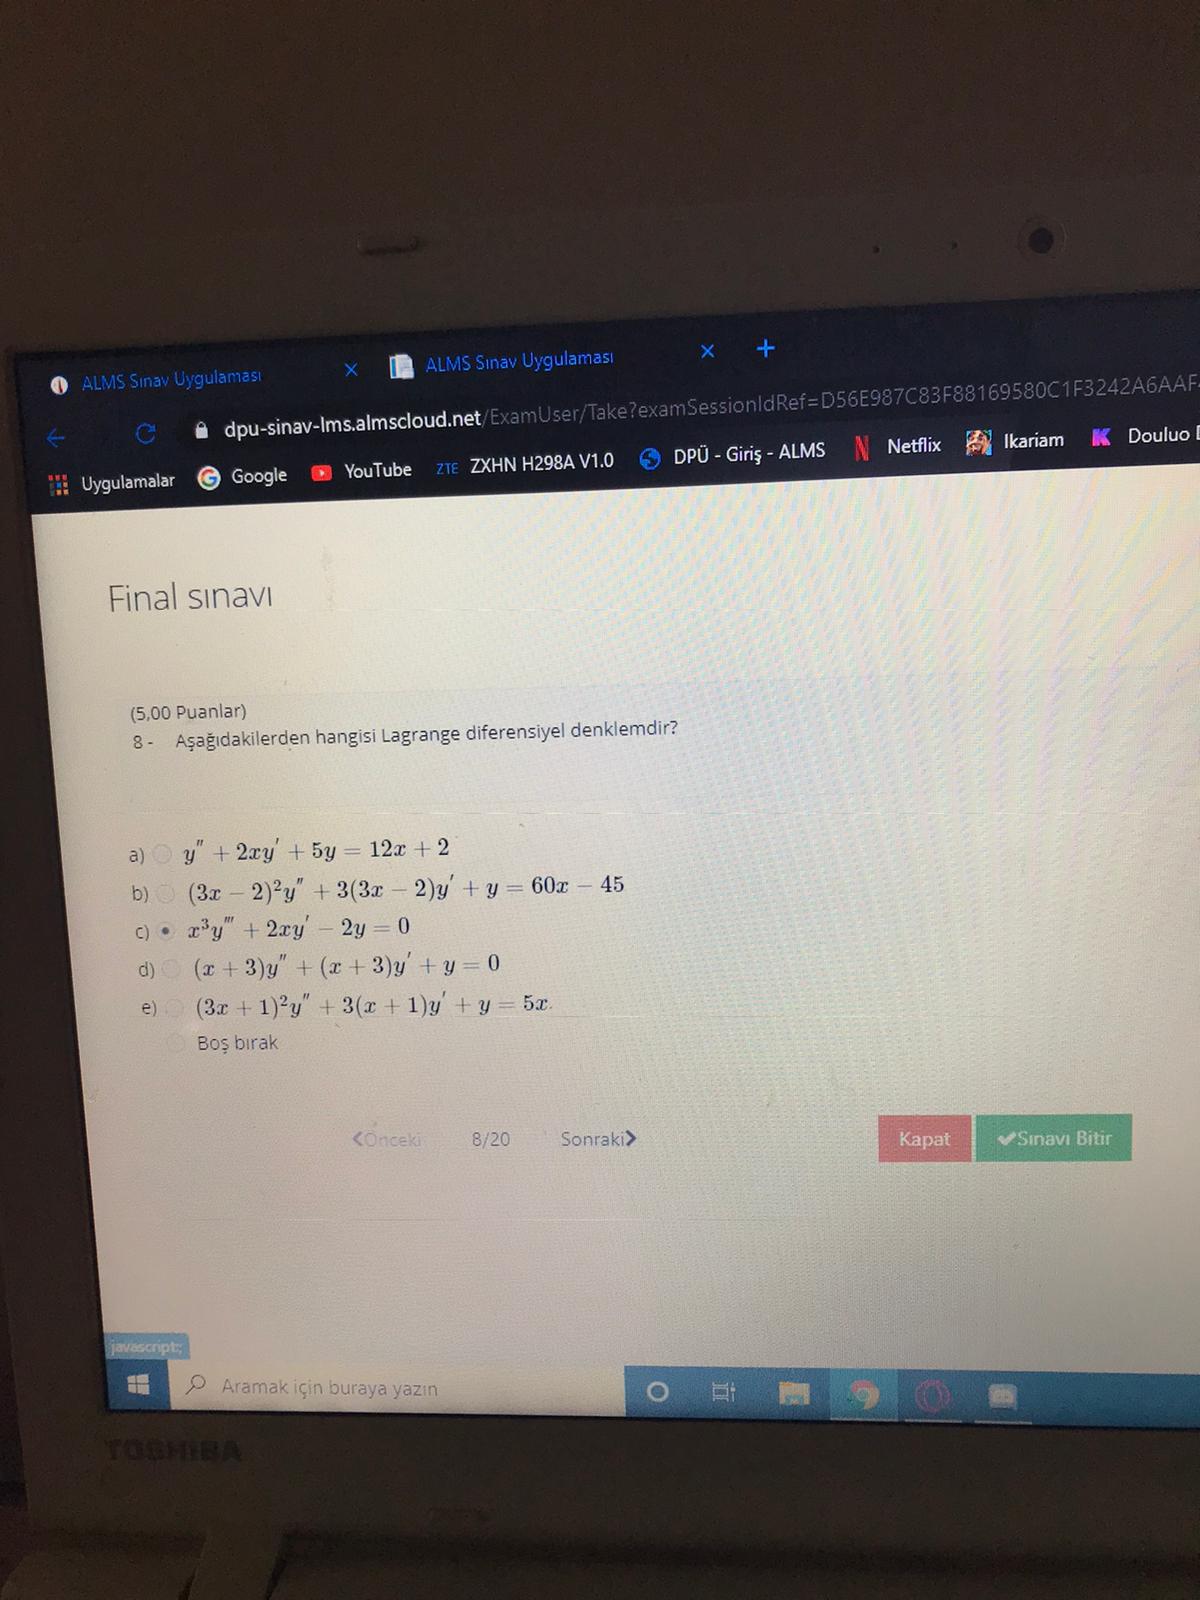 ALMS Sınav Uygulaması
ALMS Sınav Uygulaması
dpu-sinav-lms.almscloud.net/ExamUser/Take?examSessionIdRef=D56E987C83F88169580C1F3242A6AAF
Uygulamalar Google YouTube ZTE ZXHN H298A V1.0 DPÜ - Giriş - ALMS Netflix Ikariam Douluo
Final sınavı
(5,00 Puanlar)
8 - Aşağıdakilerden hangisi Lagrange diferensiyel denklemdir?
a) y″ + 2xy′ + 5y = 12x + 2
b) (3x − 2)²y″ + 3(3x − 2)y′ + y = 60x − 45
c) x³y‴ + 2xy′ − 2y = 0
d) (x + 3)y″ + (x + 3)y′ + y = 0
e) (3x + 1)²y″ + 3(x + 1)y′ + y = 5x.
Boş bırak
Önceki 8/20 Sonraki Kapat Sınavı Bitir
javascript:;
Aramak için buraya yazın
TOSHIBA